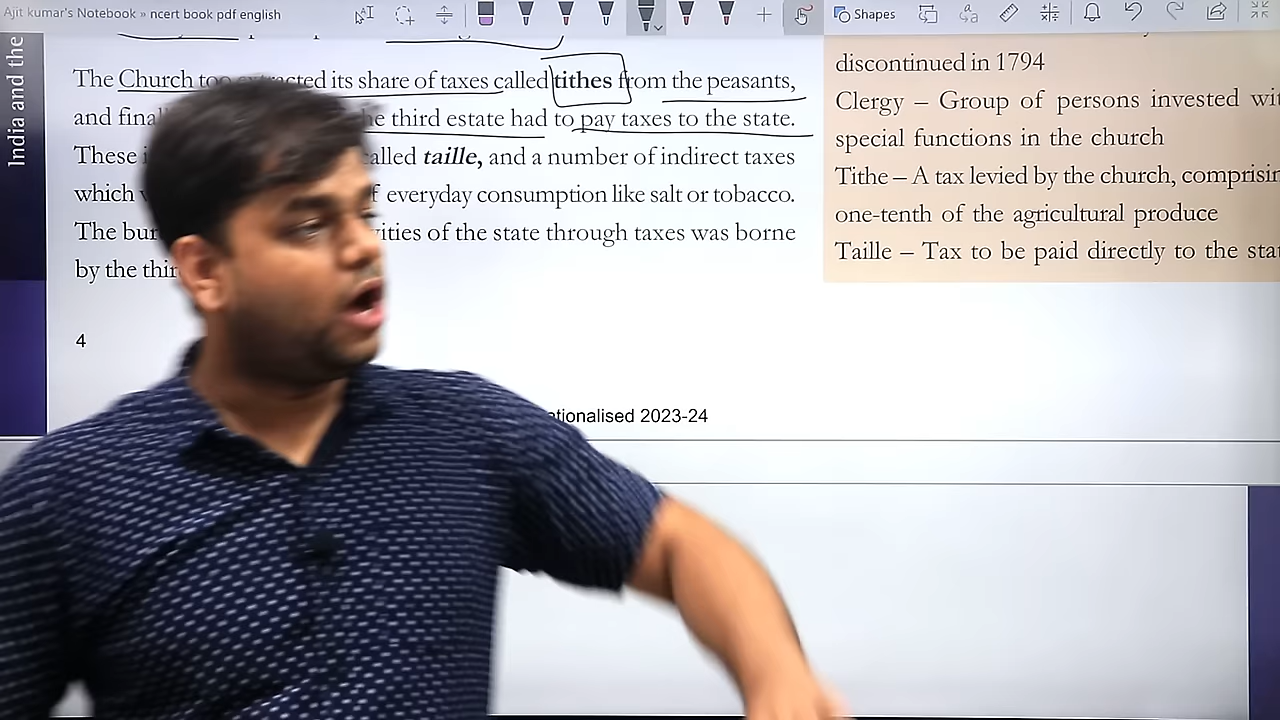 Ajit kumar's Notebook » ncert book pdf english
Shapes
India and the
The Church too extracted its share of taxes called tithes from the peasants,
and final he third estate had to pay taxes to the state.
These called taille, and a number of indirect taxes
which f everyday consumption like salt or tobacco.
The bur vities of the state through taxes was borne
by the thir
4
ationalised 2023-24
discontinued in 1794
Clergy – Group of persons invested wit
special functions in the church
Tithe – A tax levied by the church, comprisin
one-tenth of the agricultural produce
Taille – Tax to be paid directly to the stat